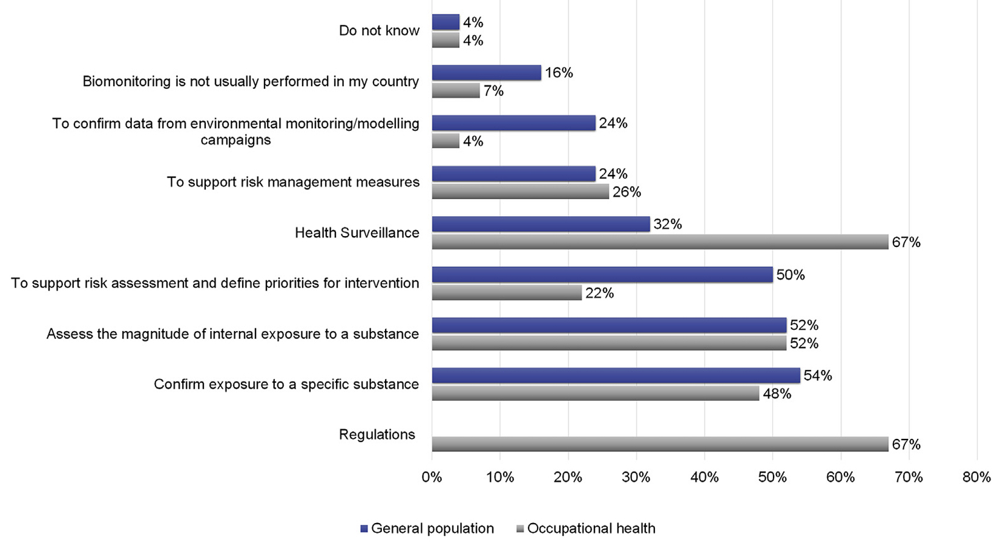 Do not know
4%
4%
Biomonitoring is not usually performed in my country
16%
7%
To confirm data from environmental monitoring/modelling
campaigns
24%
4%
To support risk management measures
24%
26%
Health Surveillance
32%
67%
To support risk assessment and define priorities for intervention
50%
22%
Assess the magnitude of internal exposure to a substance
52%
52%
Confirm exposure to a specific substance
54%
48%
Regulations
67%
0% 10% 20% 30% 40% 50% 60% 70% 80%
General population Occupational health